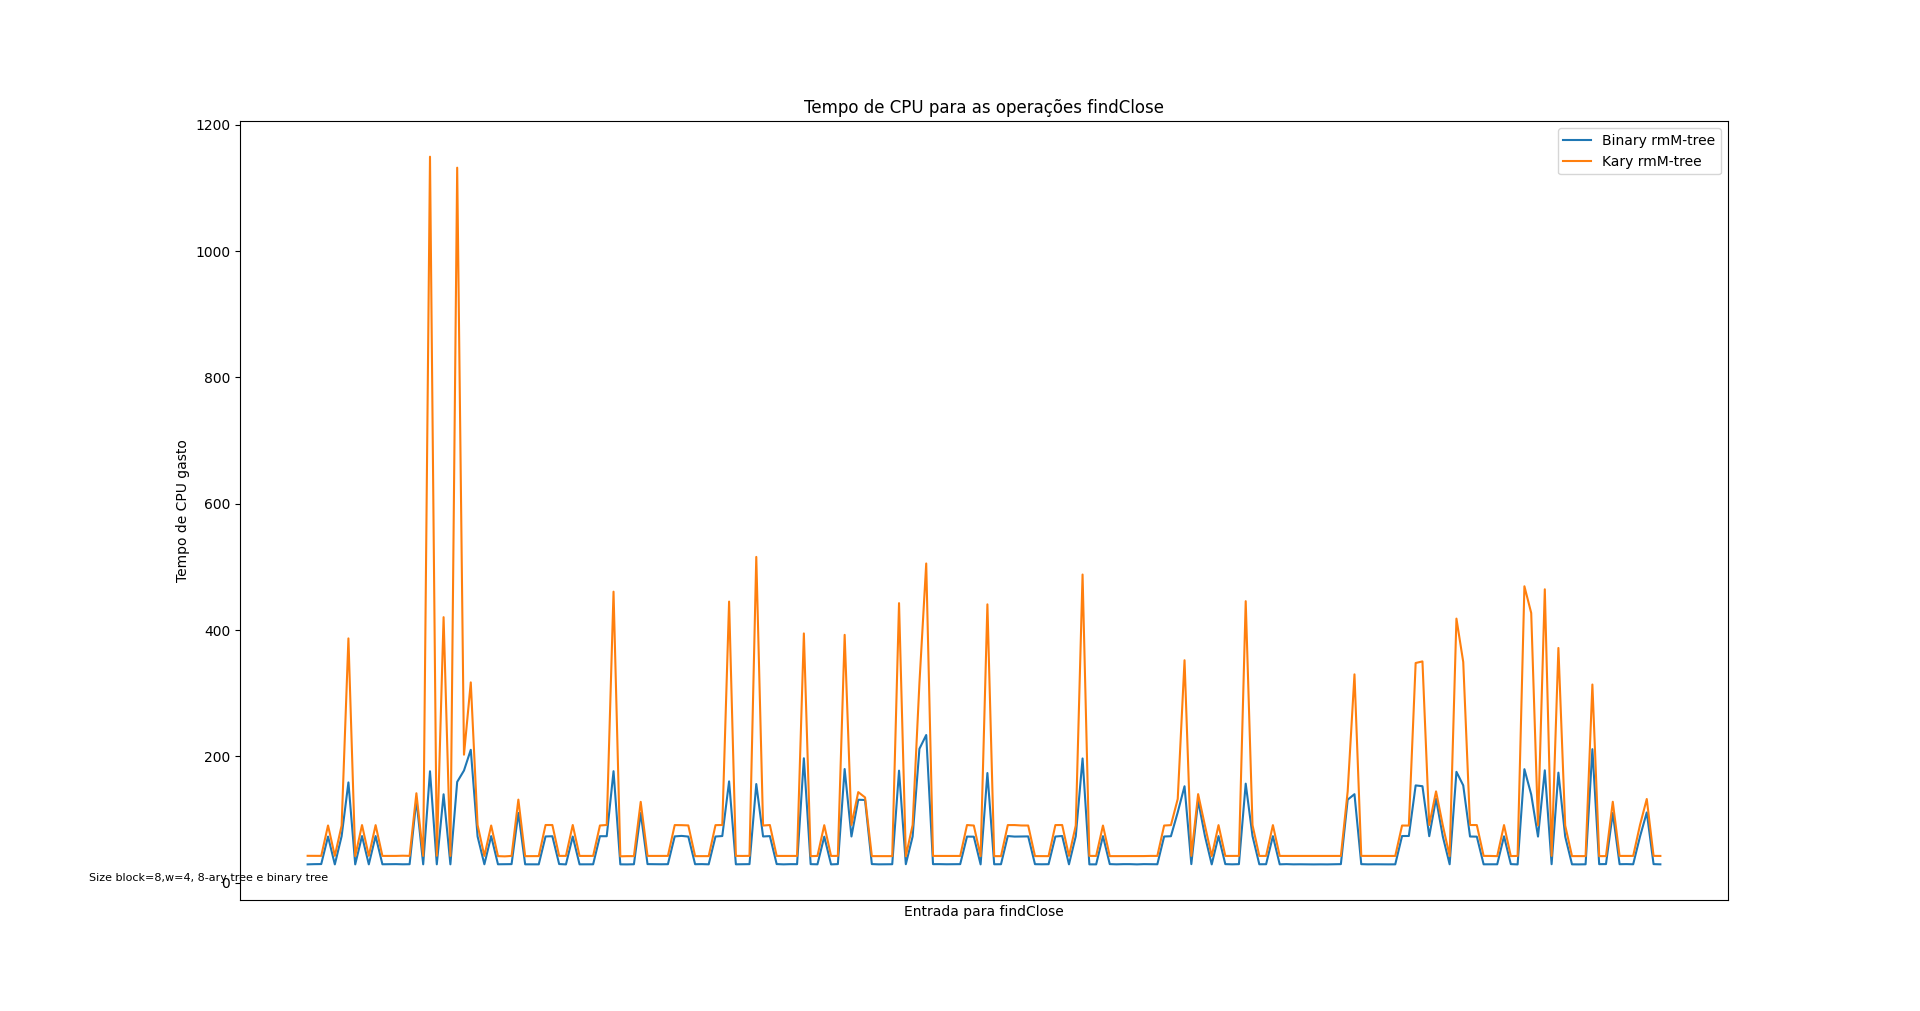 Tempo de CPU para as operações findClose
Binary rmM-tree
Kary rmM-tree
1200
1000
800
600
400
200
0
Tempo de CPU gasto
Size block=8,w=4, 8-ary tree e binary tree
Entrada para findClose